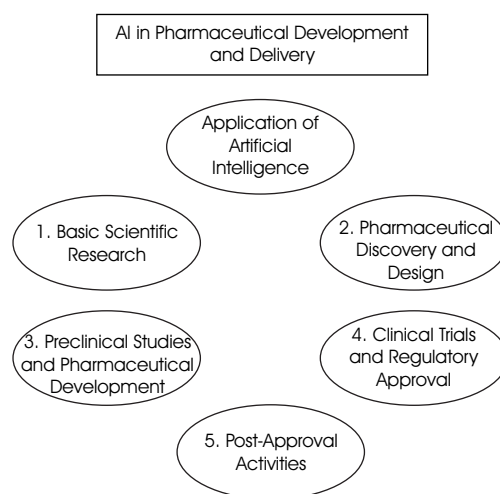 AI in Pharmaceutical Development
and Delivery
Application of
Artificial
Intelligence
1. Basic Scientific
Research
2. Pharmaceutical
Discovery and
Design
3. Preclinical Studies
and Pharmaceutical
Development
4. Clinical Trials
and Regulatory
Approval
5. Post-Approval
Activities